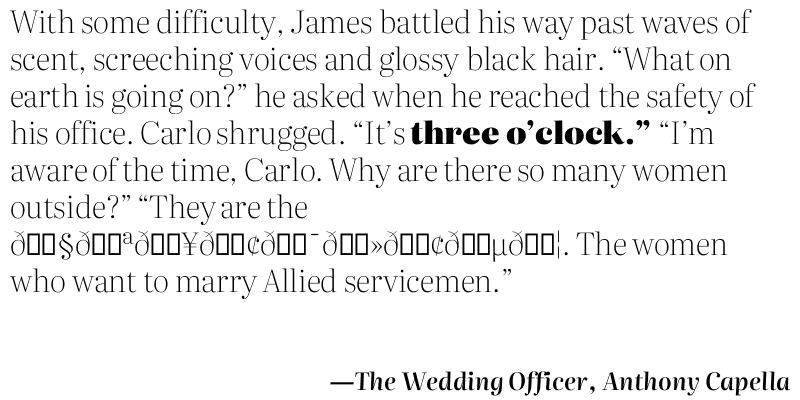 With some difficulty, James battled his way past waves of
scent, screeching voices and glossy black hair. “What on
earth is going on?” he asked when he reached the safety of
his office. Carlo shrugged. “It’s three o’clock.” “I’m
aware of the time, Carlo. Why are there so many women
outside?” “They are the
ð▯▯§ð▯▯ªð▯▯¥ð▯▯¢ð▯▯¯ð▯▯»ð▯▯¢ð▯▯µð▯▯¦. The women
who want to marry Allied servicemen.”
—The Wedding Officer, Anthony Capella